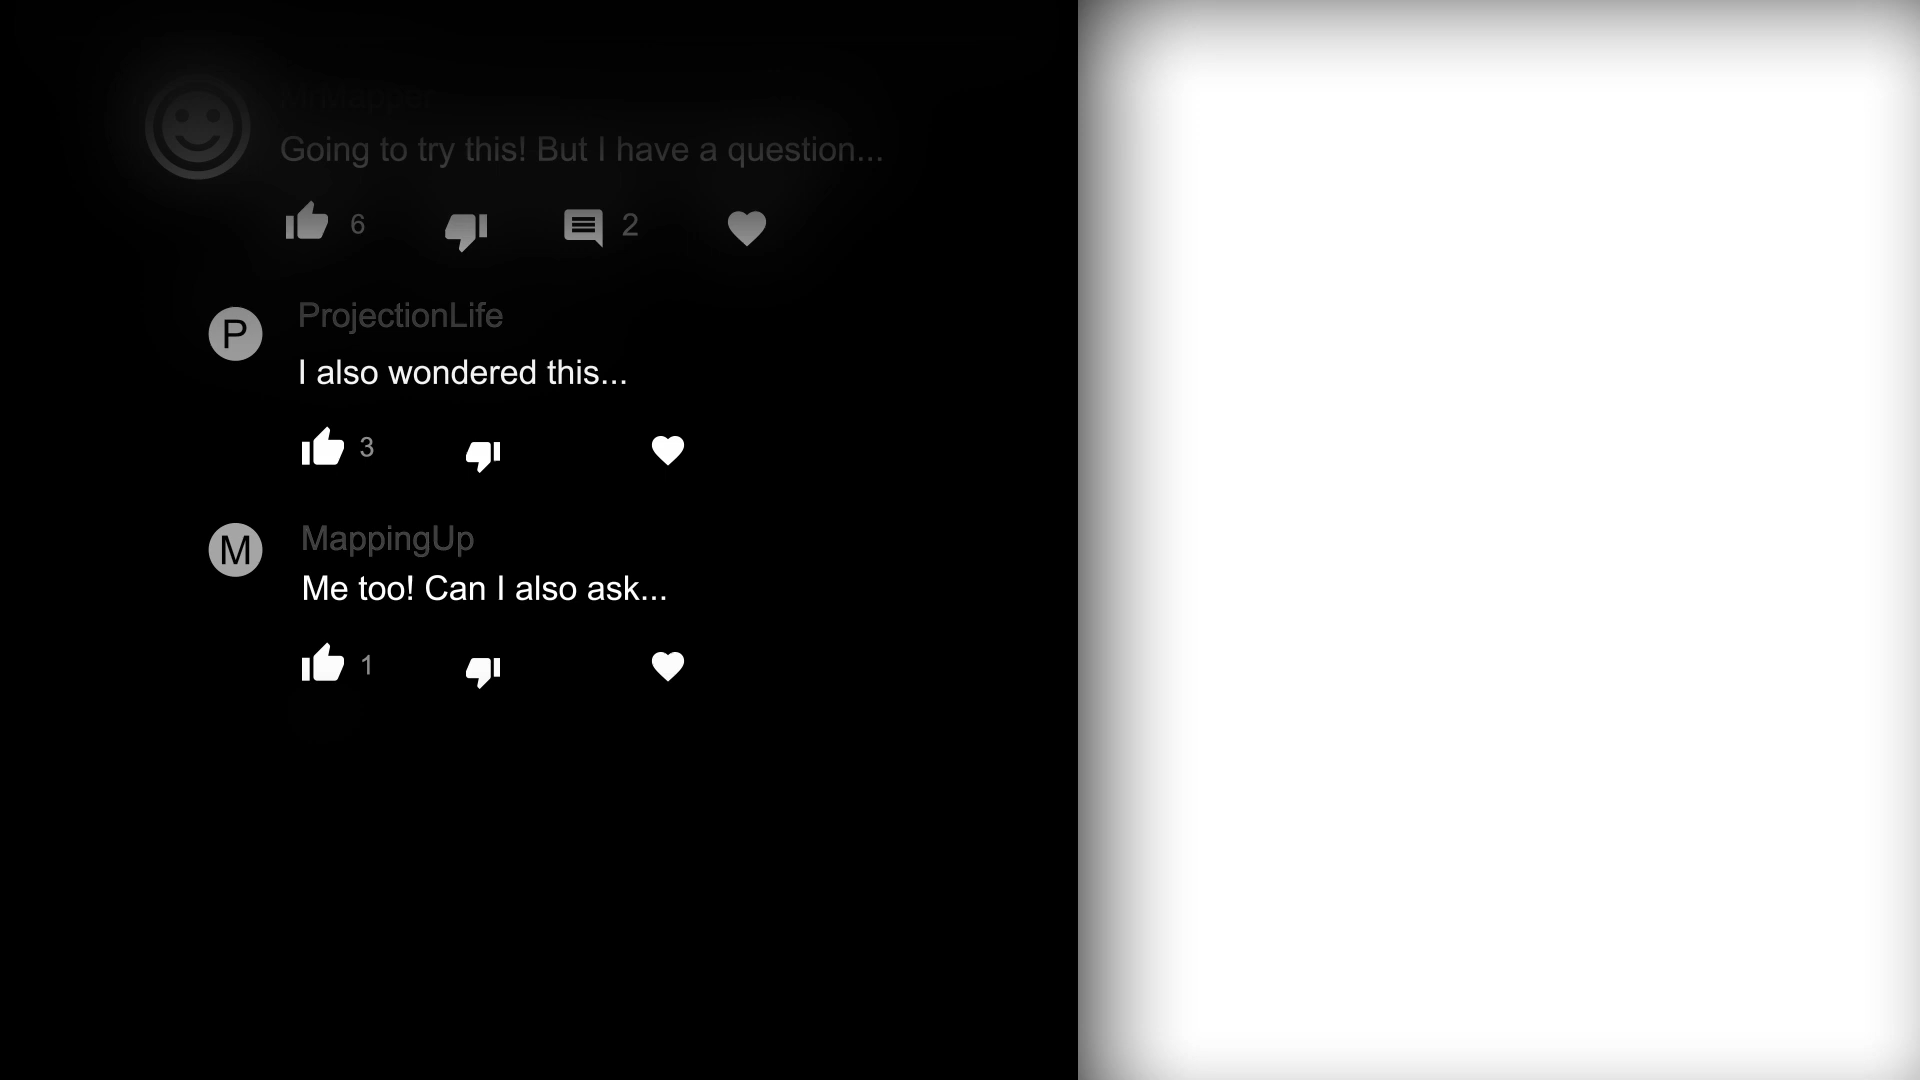 MrMapper
Going to try this! But I have a question...
6
2
P
ProjectionLife
I also wondered this...
3
M
MappingUp
Me too! Can I also ask...
1